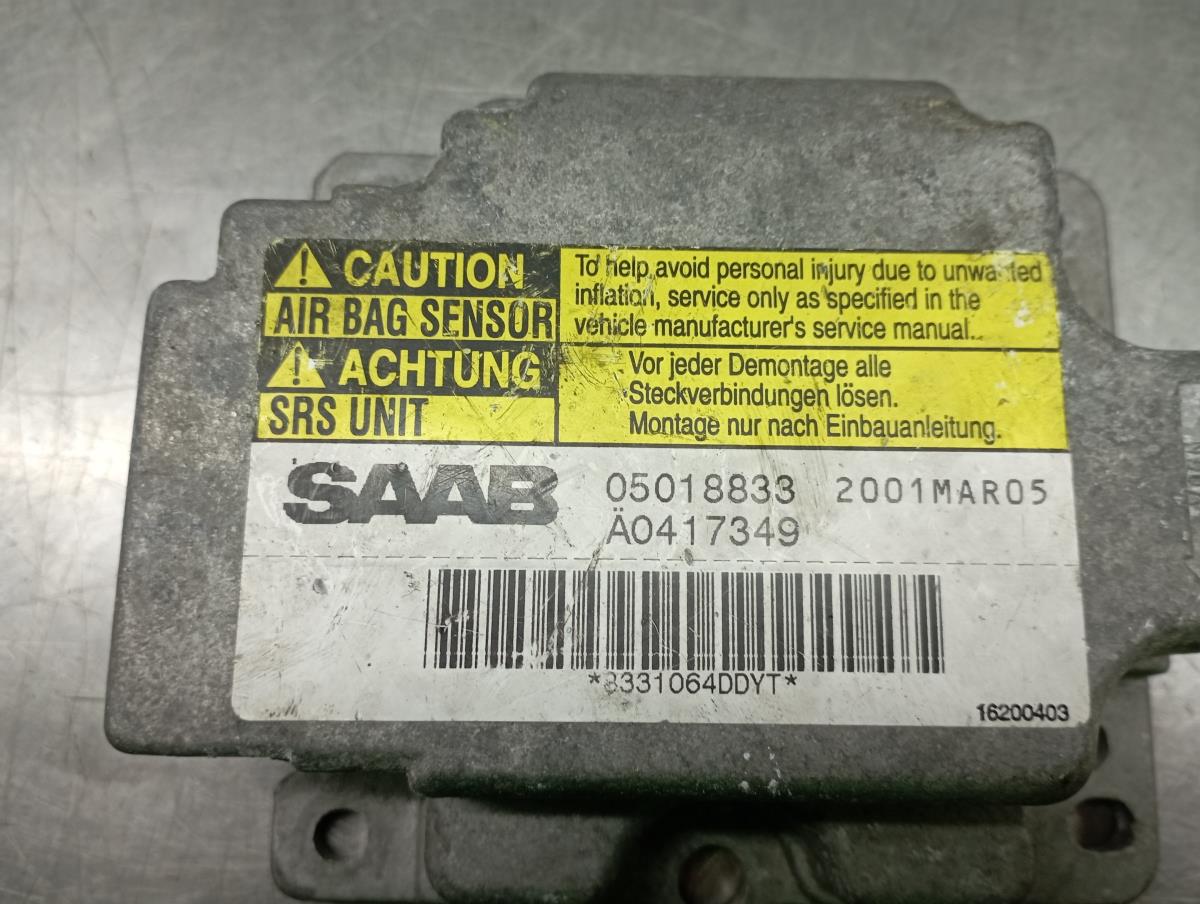 CAUTION
AIR BAG SENSOR
To help avoid personal injury due to unwanted
inflation, service only as specified in the
vehicle manufacturer's service manual.
ACHTUNG
SRS UNIT
Vor jeder Demontage alle
Steckverbindungen lösen.
Montage nur nach Einbauanleitung.
SAAB 05018833 2001MAR05
Ä0417349
*8331064DDYT*
16200403